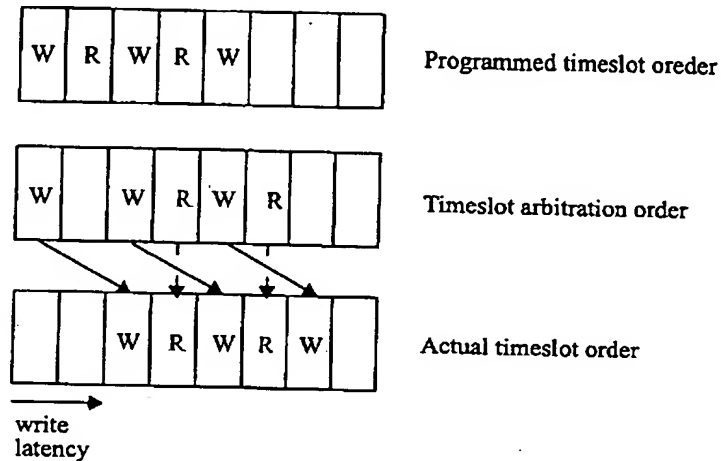 W R W R W
Programmed timeslot oreder
W W R W R
Timeslot arbitration order
W R W R W
Actual timeslot order
write
latency